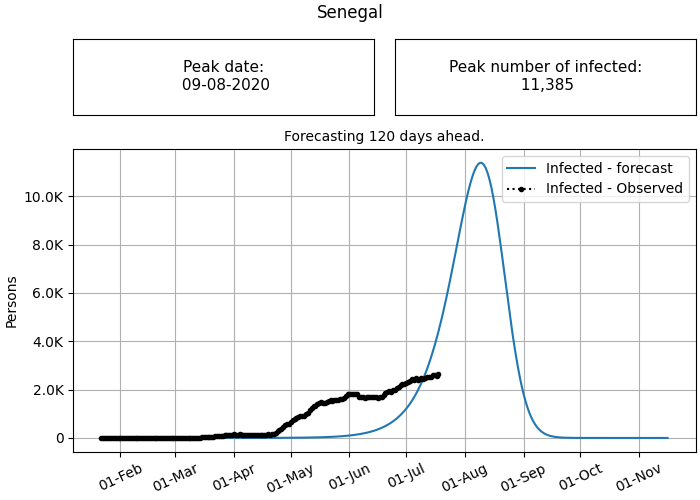 Senegal
Peak date:
09-08-2020
Peak number of infected:
11,385
Forecasting 120 days ahead.
Infected - forecast
Infected - Observed
Persons
10.0K
8.0K
6.0K
4.0K
2.0K
0
01-Feb
01-Mar
01-Apr
01-May
01-Jun
01-Jul
01-Aug
01-Sep
01-Oct
01-Nov